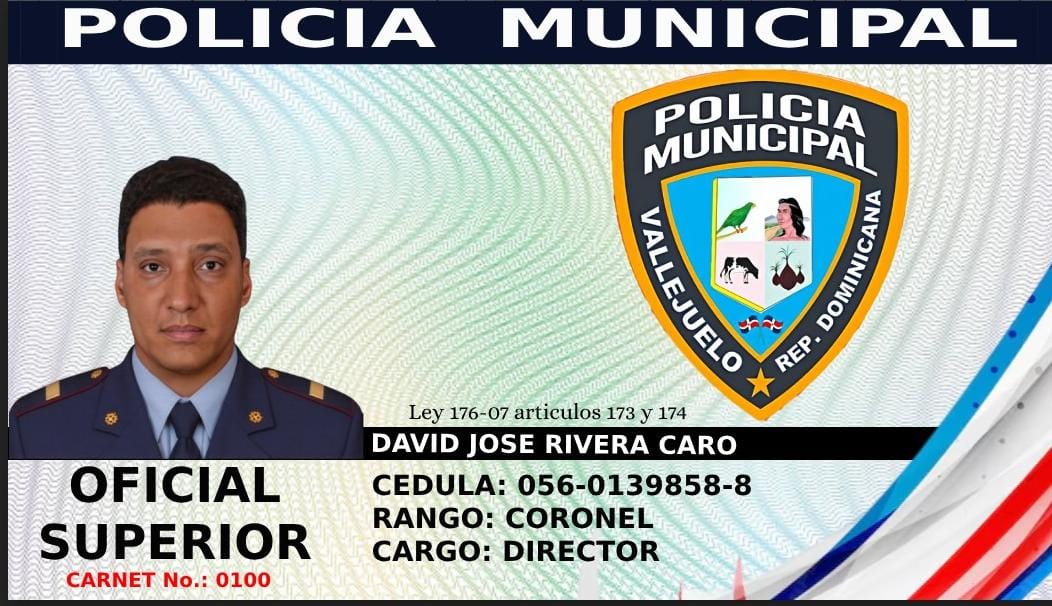 POLICIA MUNICIPAL
POLICIA
MUNICIPAL
VALLEJUELO
REP. DOMINICANA
Ley 176-07 articulos 173 y 174
DAVID JOSE RIVERA CARO
OFICIAL
SUPERIOR
CARNET No.: 0100
CEDULA: 056-0139858-8
RANGO: CORONEL
CARGO: DIRECTOR